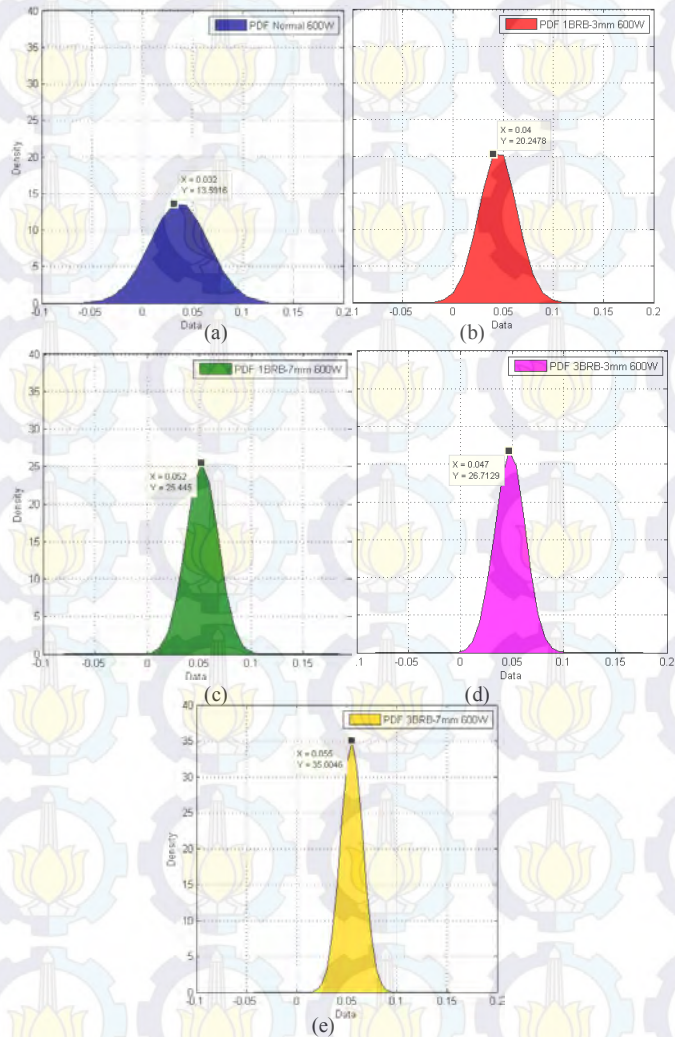 PDF Normal 600W
40
35
30
25
20
15
10
5
0
Density
X = 0.032
-0.1 -0.05 0 0.05 0.1 0.15 0.2
Data
(a)
PDF 1BRB-3mm 600W
X = 0.04
Y = 20.2478
-0.05 0 0.05 0.1 0.15 0.2
Data
(b)
PDF 1BRB-7mm 600W
40
35
30
25
20
15
10
5
0
Density
X = 0.052
Y = 25.445
-0.1 -0.05 0 0.05 0.1 0.15 0.2
Data
(c)
PDF 3BRB-3mm 600W
X = 0.047
Y = 26.7129
.1 -0.05 0 0.05 0.1 0.15 0.2
Data
(d)
PDF 3BRB-7mm 600W
40
35
30
25
20
15
10
5
0
Density
X = 0.055
Y = 35.0046
-0.1 -0.05 0 0.05 0.1 0.15 0.2
Data
(e)